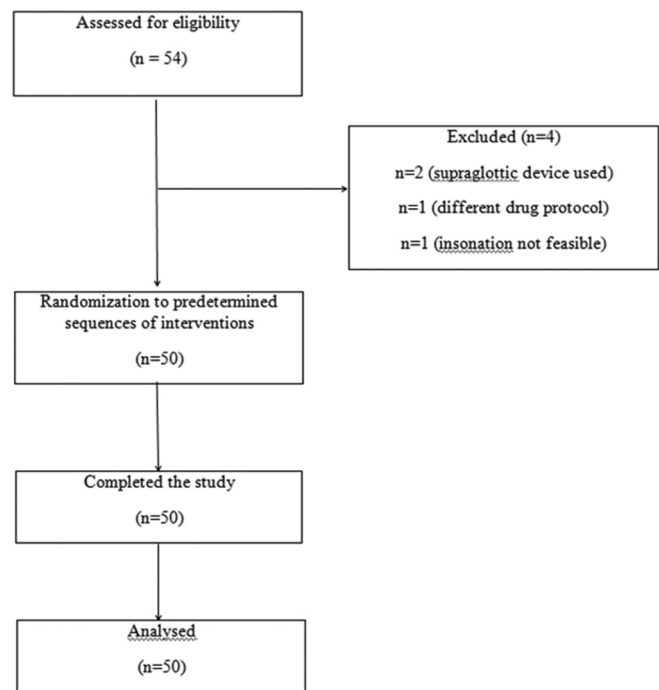 Assessed for eligibility
(n = 54)
Excluded (n=4)
n=2 (supraglottic device used)
n=1 (different drug protocol)
n=1 (insonation not feasible)
Randomization to predetermined
sequences of interventions
(n=50)
Completed the study
(n=50)
Analysed
(n=50)